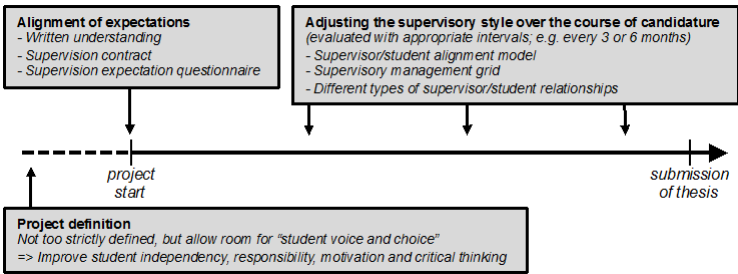 Alignment of expectations
- Written understanding
- Supervision contract
- Supervision expectation questionnaire
Adjusting the supervisory style over the course of candidature
(evaluated with appropriate intervals; e.g. every 3 or 6 months)
- Supervisor/student alignment model
- Supervisory management grid
- Different types of supervisor/student relationships
project
start
submission
of thesis
Project definition
Not too strictly defined, but allow room for “student voice and choice”
=> Improve student independency, responsibility, motivation and critical thinking